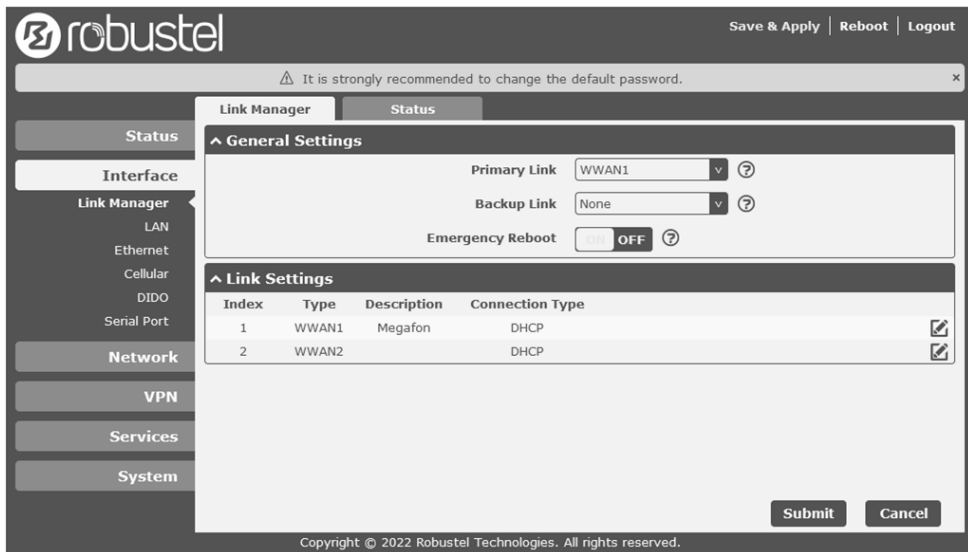 robustel
Save & Apply | Reboot | Logout
It is strongly recommended to change the default password. ×
Link Manager Status
Status
Interface
Link Manager
LAN
Ethernet
Cellular
DIDO
Serial Port
Network
VPN
Services
System
General Settings
Primary Link WWAN1 v ?
Backup Link None v ?
Emergency Reboot ON OFF ?
Link Settings
Index Type Description Connection Type
1 WWAN1 Megafon DHCP
2 WWAN2 DHCP
Submit Cancel
Copyright © 2022 Robustel Technologies. All rights reserved.